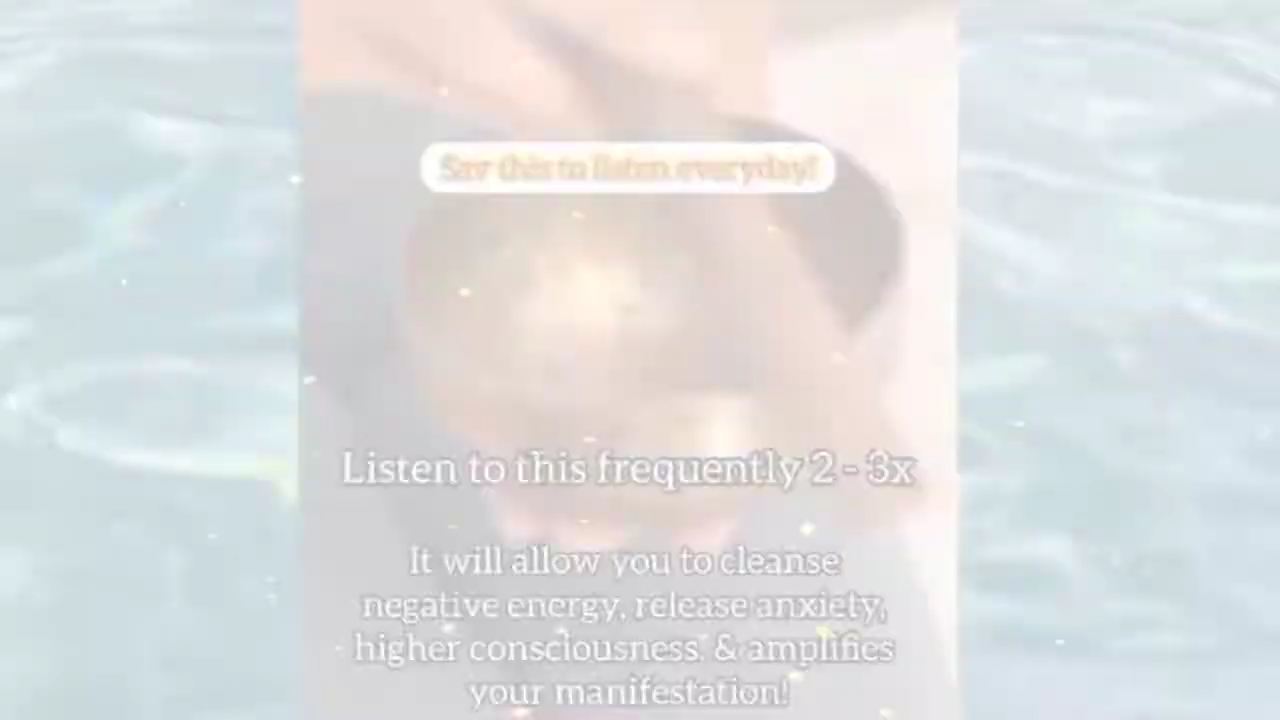 Sav this to listen everyday!
Listen to this frequently 2 - 3x
It will allow you to cleanse
negative energy, release anxiety,
higher consciousness, & amplifies
your manifestation!